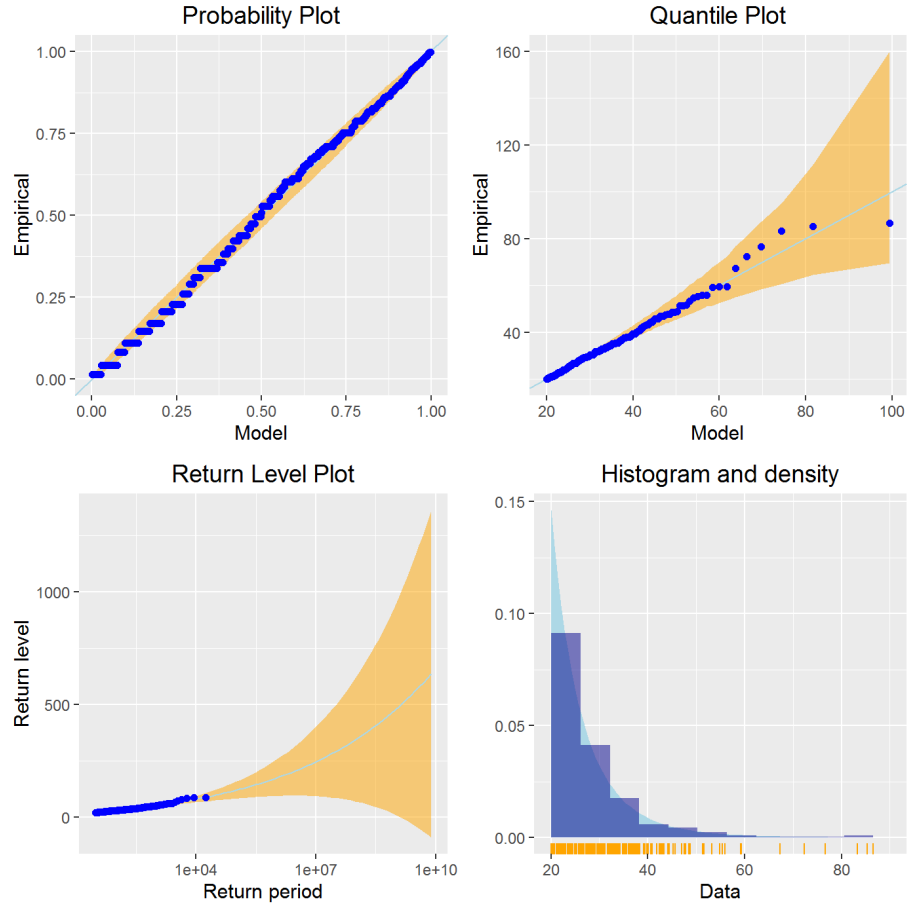 Probability Plot
1.00
0.75
0.50
0.25
0.00
Empirical
0.00 0.25 0.50 0.75 1.00
Model
Quantile Plot
160
120
80
40
Empirical
20 40 60 80 100
Model
Return Level Plot
1000
500
0
Return level
1e+04 1e+07 1e+10
Return period
Histogram and density
0.15
0.10
0.05
0.00
20 40 60 80
Data